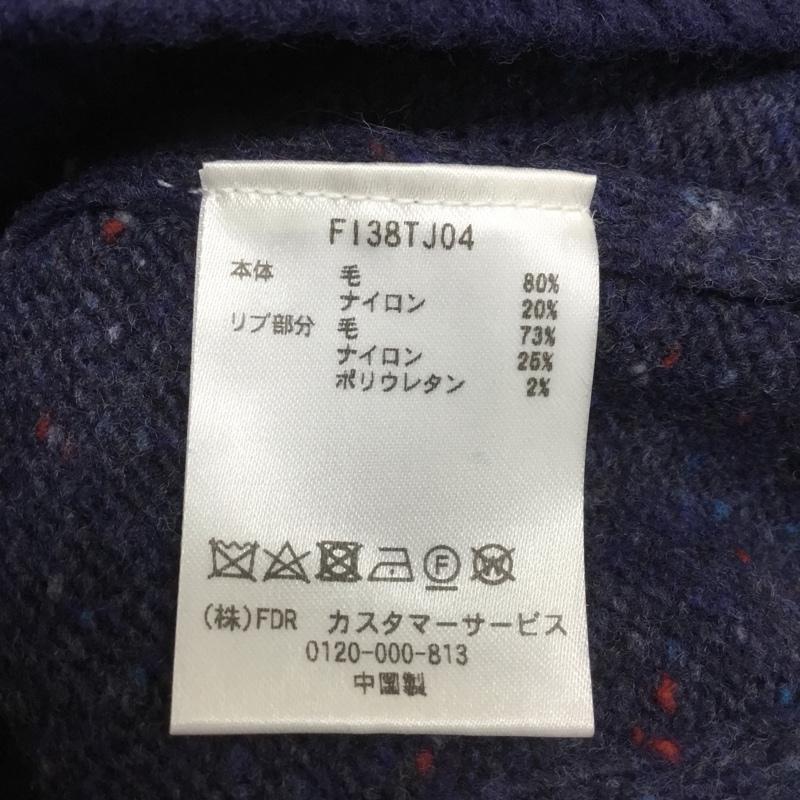 FI38TJ04
本体 毛 80%
ナイロン 20%
リブ部分 毛 73%
ナイロン 25%
ポリウレタン 2%
F W
(株)FDR カスタマーサービス
0120-000-813
中国製